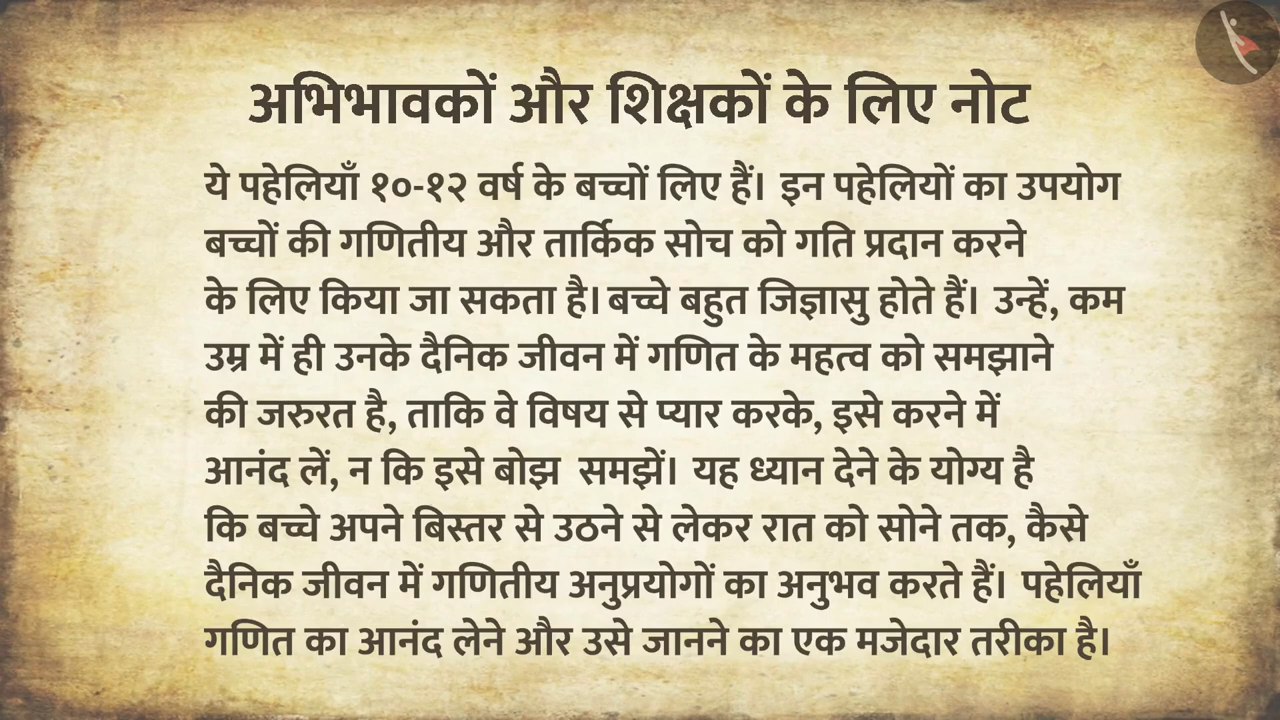 अभिभावकों और शिक्षकों के लिए नोट
ये पहेलियाँ १०-१२ वर्ष के बच्चों लिए हैं। इन पहेलियों का उपयोग
बच्चों की गणितीय और तार्किक सोच को गति प्रदान करने
के लिए किया जा सकता है। बच्चे बहुत जिज्ञासु होते हैं। उन्हें, कम
उम्र में ही उनके दैनिक जीवन में गणित के महत्व को समझाने
की जरुरत है, ताकि वे विषय से प्यार करके, इसे करने में
आनंद लें, न कि इसे बोझ समझें। यह ध्यान देने के योग्य है
कि बच्चे अपने बिस्तर से उठने से लेकर रात को सोने तक, कैसे
दैनिक जीवन में गणितीय अनुप्रयोगों का अनुभव करते हैं। पहेलियाँ
गणित का आनंद लेने और उसे जानने का एक मजेदार तरीका है।